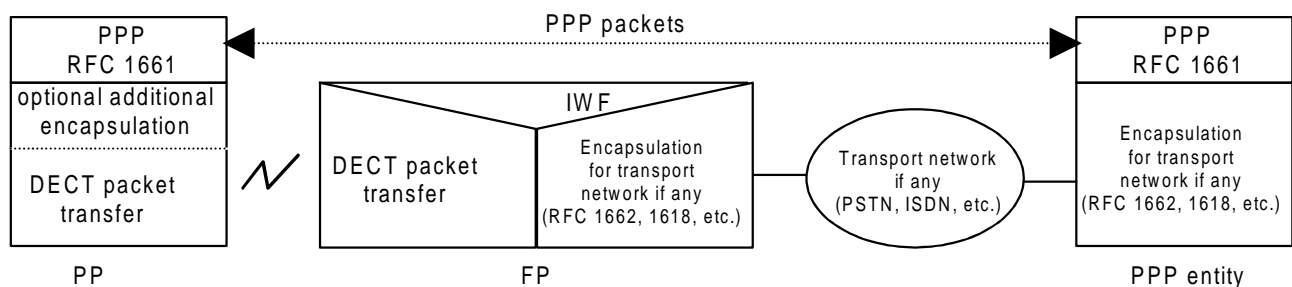 PPP
RFC 1661
PPP packets
PPP
RFC 1661
optional additional
encapsulation
DECT packet
transfer
IWF
DECT packet
transfer
Encapsulation
for transport
network if any
(RFC 1662, 1618, etc.)
Transport network
if any
(PSTN, ISDN, etc.)
Encapsulation
for transport
network if any
(RFC 1662, 1618, etc.)
PP
FP
PPP entity